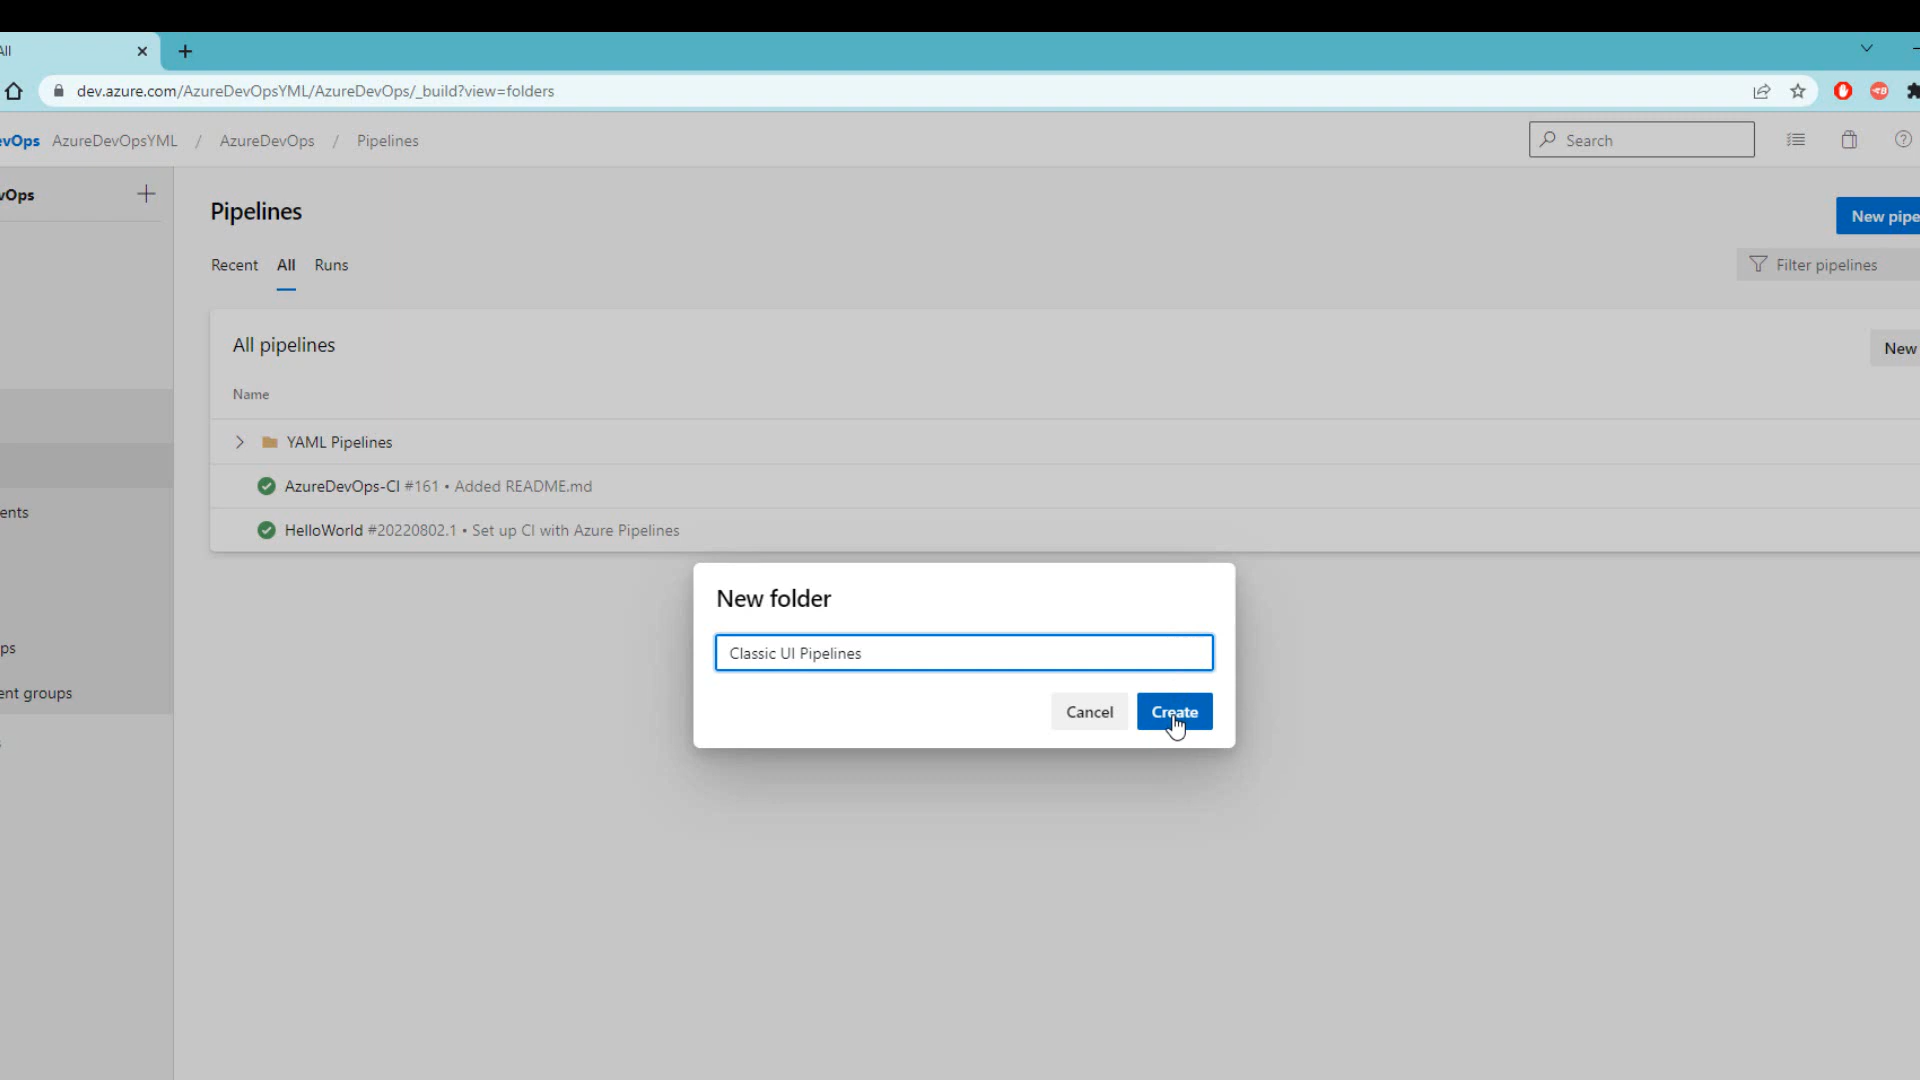 All
dev.azure.com/AzureDevOpsYML/AzureDevOps/_build?view=folders
evOps AzureDevOpsYML / AzureDevOps / Pipelines
Search
vOps
Pipelines
New pipe
Recent All Runs
Filter pipelines
All pipelines
New
Name
YAML Pipelines
AzureDevOps-CI #161 • Added README.md
ents
HelloWorld #20220802.1 • Set up CI with Azure Pipelines
New folder
Classic UI Pipelines
ps
ent groups
Cancel Create